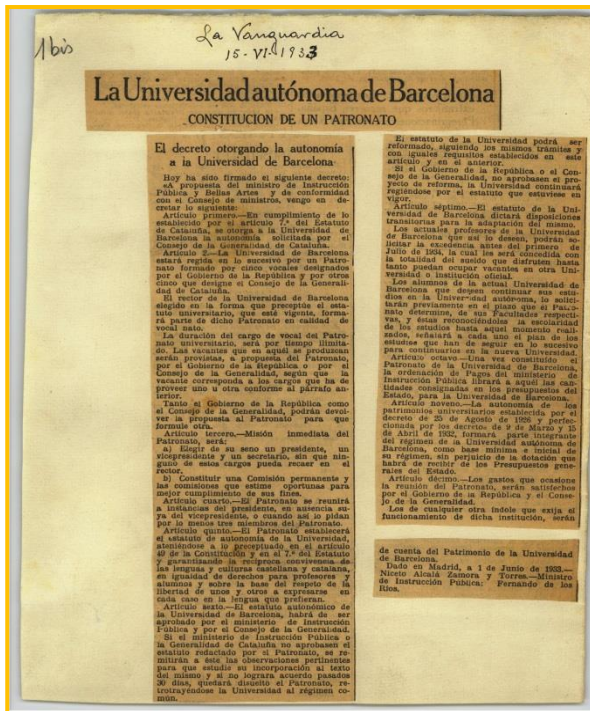 1 bis
La Vanguardia
15-VI-1933
La Universidad autónoma de Barcelona
CONSTITUCION DE UN PATRONATO
El decreto otorgando la autonomía
a la Universidad de Barcelona
Hoy ha sido firmado el siguiente decreto:
«A propuesta del ministro de Instrucción
Pública y Bellas Artes y de conformidad
con el Consejo de ministros, vengo en de-
cretar lo siguiente:
Artículo primero.—En cumplimiento de lo
establecido por el artículo 7.º del Estatuto
de Cataluña, se otorga a la Universidad de
Barcelona la autonomía solicitada por el
Consejo de la Generalidad de Cataluña.
Artículo 2.—La Universidad de Barcelona
estará regida en lo sucesivo por un Patro-
nato formado por cinco vocales designados
por el Gobierno de la República y por otros
cinco que designe el Consejo de la Generali-
dad de Cataluña.
El rector de la Universidad de Barcelona
elegido en la forma que preceptúe el esta-
tuto universitario, que esté vigente, forma-
rá parte de dicho Patronato en calidad de
vocal nato.
La duración del cargo de vocal del Patro-
nato universitario, será por tiempo ilimita-
do. Las vacantes que en aquél se produzcan
serán provistas, a propuesta del Patronato,
por el Gobierno de la República o por el
Consejo de la Generalidad, según que la
vacante corresponda a los cargos que ha de
proveer uno u otra conforme al párrafo an-
terior.
Tanto el Gobierno de la República como
el Consejo de la Generalidad, podrán devol-
ver la propuesta al Patronato para que
formule otra.
Artículo tercero.—Misión inmediata del
Patronato, será:
a) Elegir de su seno un presidente, un
vicepresidente y un secretario, sin que nin-
guno de estos cargos pueda recaer en el
rector.
b) Constituir una Comisión permanente y
las comisiones que estime oportunas para
mejor cumplimiento de sus fines.
Artículo cuarto.—El Patronato se reunirá
a instancias del presidente, en ausencia su-
ya del vicepresidente, o cuando así lo pidan
por lo menos tres miembros del Patronato.
Artículo quinto.—El Patronato establecerá
el estatuto de autonomía de la Universidad,
ateniéndose a lo preceptuado en el artículo
49 de la Constitución y en el 7.º del Estatuto
y garantizando la recíproca convivencia de
las lenguas y culturas castellana y catalana,
en igualdad de derechos para profesores y
alumnos y sobre la base del respeto de la
libertad de unos y otros a expresarse en
cada caso en la lengua que prefieran.
Artículo sexto.—El estatuto autonómico de
la Universidad de Barcelona, habrá de ser
aprobado por el ministerio de Instrucción
Pública y por el Consejo de la Generalidad.
Si el ministerio de Instrucción Pública o
la Generalidad de Cataluña no aprobasen el
estatuto redactado por el Patronato, se re-
mitirán a éste las observaciones pertinentes
para que estudie su incorporación al texto
del mismo y si no lograra acuerdo pasados
30 días, quedará disuelto el Patronato, re-
trotrayéndose la Universidad al régimen co-
mún.
El estatuto de la Universidad podrá ser
reformado, siguiendo los mismos trámites y
con iguales requisitos establecidos en este
artículo y en el anterior.
Si el Gobierno de la República o el Con-
sejo de la Generalidad, no aprobasen el pro-
yecto de reforma, la Universidad continuará
regiéndose por el estatuto que estuviese en
vigor.
Artículo séptimo.—El estatuto de la Uni-
versidad de Barcelona dictará disposiciones
transitorias para la adaptación del mismo.
Los actuales profesores de la Universidad
de Barcelona que así lo deseen, podrán so-
licitar la excedencia antes del primero de
Julio de 1934, la cual les será concedida con
la totalidad del sueldo que disfruten hasta
tanto puedan ocupar vacantes en otra Uni-
versidad o institución oficial.
Los alumnos de la actual Universidad de
Barcelona que deseen continuar sus estu-
dios en la Universidad autónoma, lo solici-
tarán previamente en el plazo que el Patro-
nato determine, de sus Facultades respecti-
vas, y éstas reconociéndoles la escolaridad
de los estudios hasta aquel momento reali-
zados, señalará a cada uno el plan de los
estudios que han de seguir en lo sucesivo
para continuarlos en la nueva Universidad.
Artículo octavo.—Una vez constituido el
Patronato de la Universidad de Barcelona,
la ordenación de Pagos del ministerio de
Instrucción Pública librará a aquél las can-
tidades consignadas en los presupuestos del
Estado, para la Universidad de Barcelona.
Artículo noveno.—La autonomía de los
patrimonios universitarios establecida por el
decreto de 25 de Agosto de 1926 y perfec-
cionada por los decretos de 9 de Marzo y 15
de Abril de 1932, formará parte integrante
del régimen de la Universidad autónoma de
Barcelona, como base mínima e inicial de
su régimen, sin perjuicio de la dotación que
habrá de recibir de los Presupuestos gene-
rales del Estado.
Artículo décimo.—Los gastos que ocasione
la reunión del Patronato, serán satisfechos
por el Gobierno de la República y el Conse-
jo de la Generalidad.
Los de cualquier otra índole que exija el
funcionamiento de dicha institución, serán
de cuenta del Patrimonio de la Universidad
de Barcelona.
Dado en Madrid, a 1 de Junio de 1933.—
Niceto Alcalá Zamora y Torres.—Ministro
de Instrucción Pública: Fernando de los
Ríos.